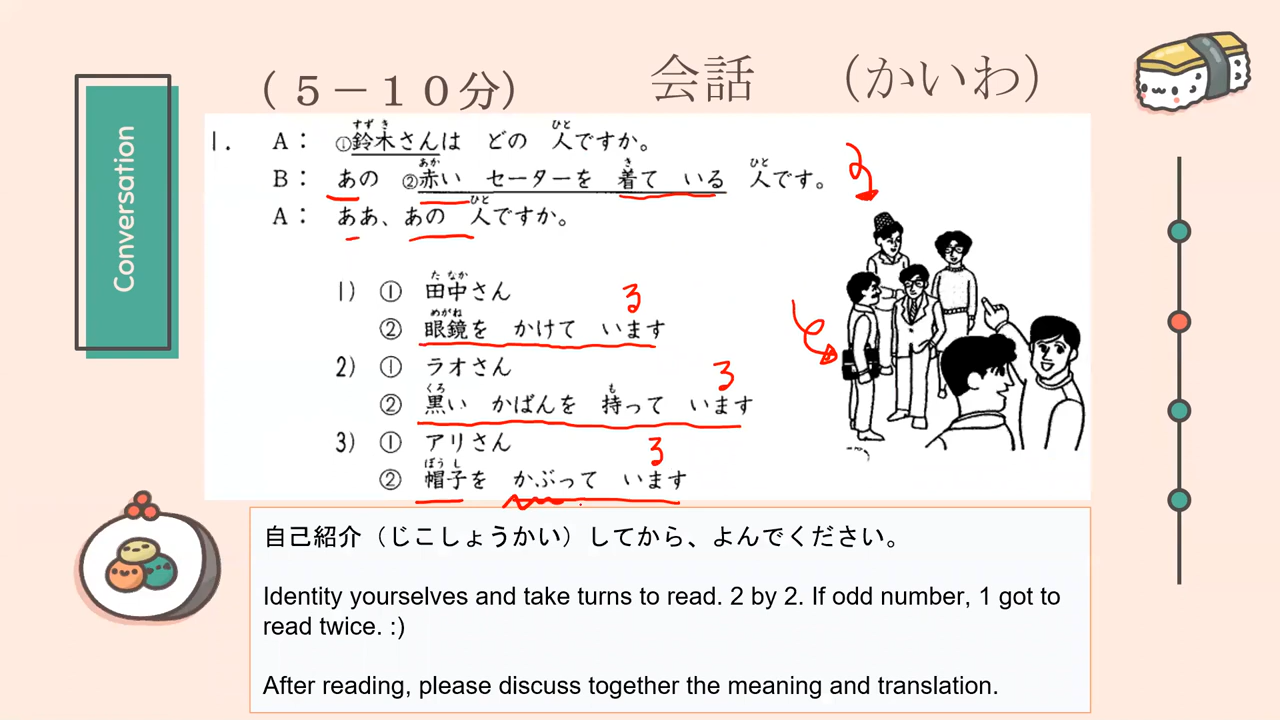 Conversation
（５－１０分） 会話 （かいわ）
すず き ひと
1. A： ①鈴木さんは どの 人ですか。
あか き ひと
B： あの ②赤い セーターを 着て いる 人です。
ひと
A： ああ、あの 人ですか。
た なか
1) ① 田中さん
る
めがね
② 眼鏡を かけて います
2) ① ラオさん
る
くろ も
② 黒い かばんを 持って います
3) ① アリさん
る
ぼう し
② 帽子を かぶって います
自己紹介（じこしょうかい）してから、よんでください。
Identity yourselves and take turns to read. 2 by 2. If odd number, 1 got to
read twice. :)
After reading, please discuss together the meaning and translation.